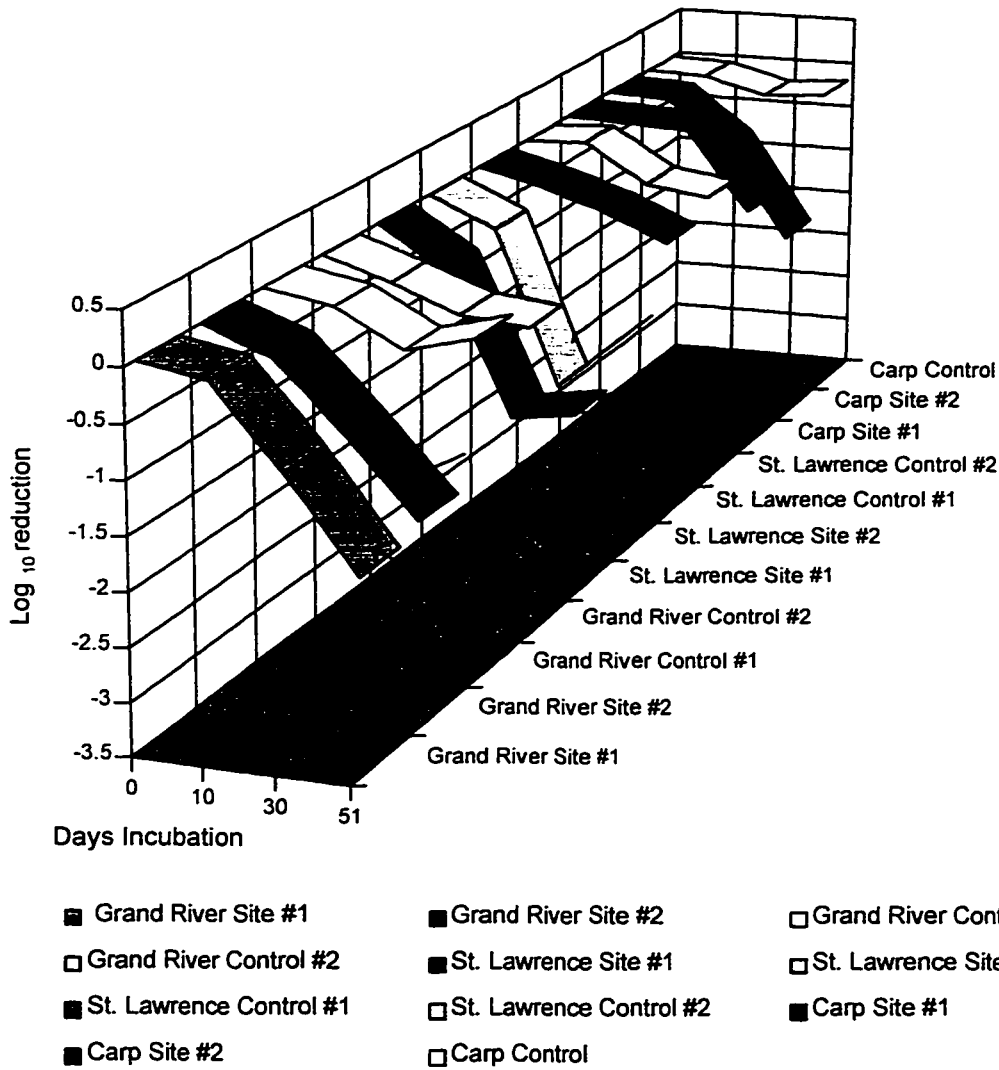 0.5
0
-0.5
-1
-1.5
-2
-2.5
-3
-3.5
Log 10 reduction
0
10
30
51
Days Incubation
Carp Control
Carp Site #2
Carp Site #1
St. Lawrence Control #2
St. Lawrence Control #1
St. Lawrence Site #2
St. Lawrence Site #1
Grand River Control #2
Grand River Control #1
Grand River Site #2
Grand River Site #1
Grand River Site #1
Grand River Site #2
Grand River Cont
Grand River Control #2
St. Lawrence Site #1
St. Lawrence Site
St. Lawrence Control #1
St. Lawrence Control #2
Carp Site #1
Carp Site #2
Carp Control